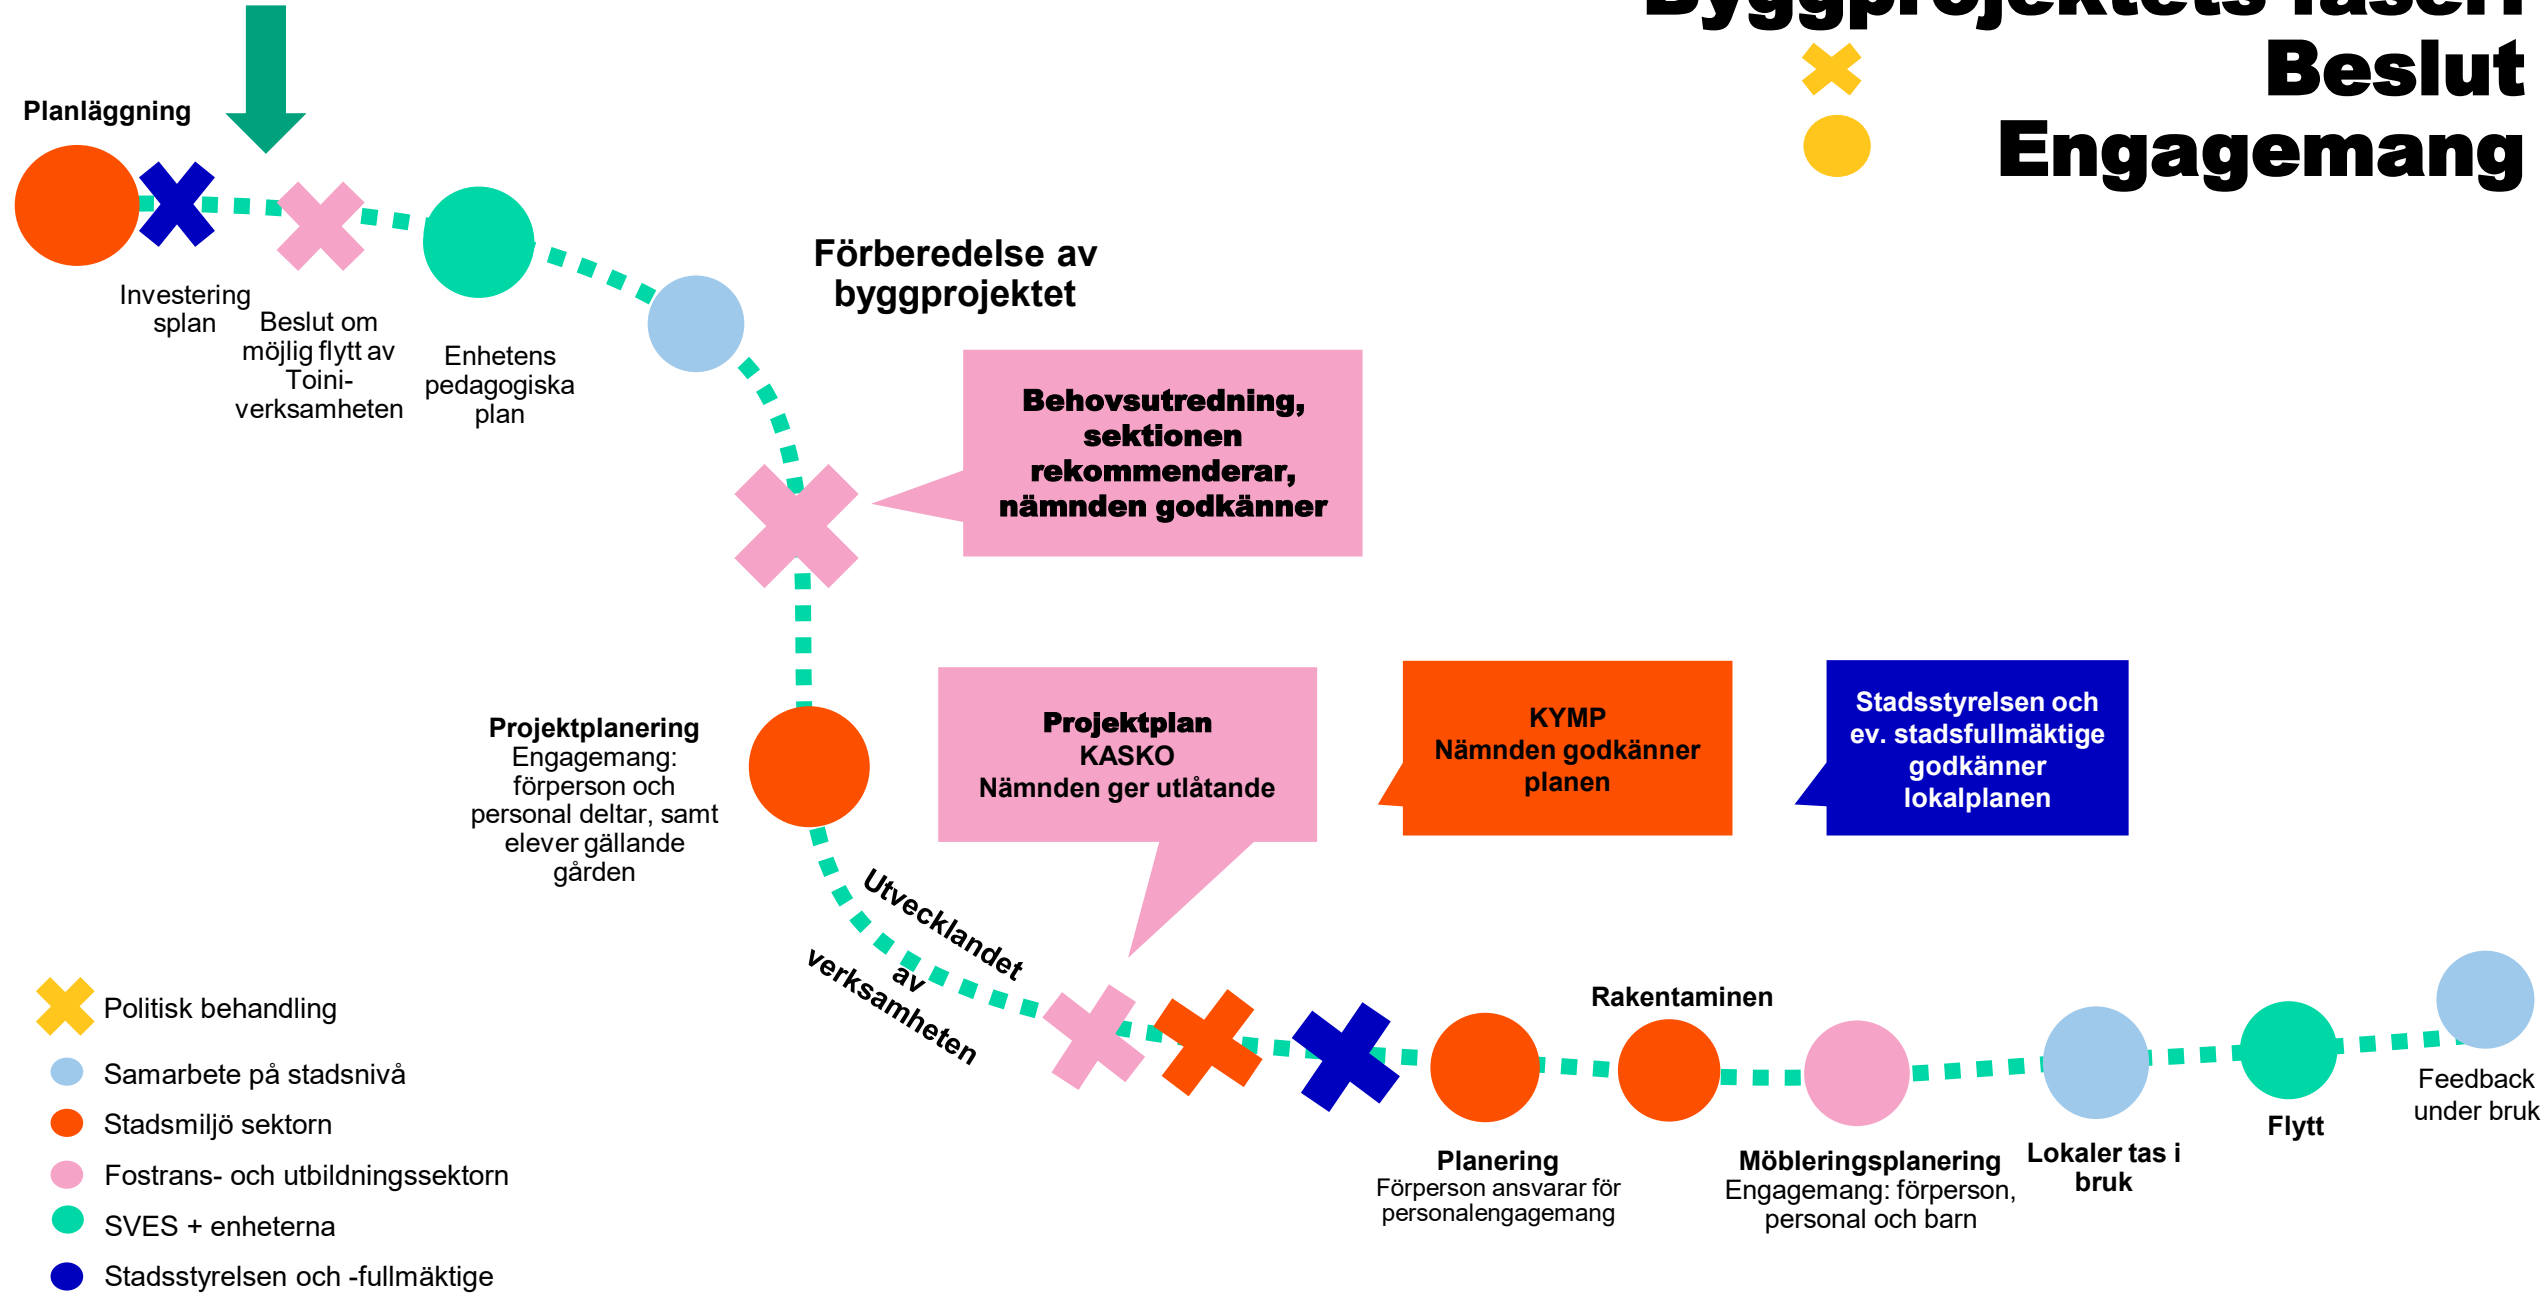 Byggprojektets faser:
Beslut
Engagemang
Planläggning
Investering
splan
Beslut om
möjlig flytt av
Toini-
verksamheten
Enhetens
pedagogiska
plan
Förberedelse av
byggprojektet
Behovsutredning,
sektionen
rekommenderar,
nämnden godkänner
Projektplanering
Engagemang:
förperson och
personal deltar, samt
elever gällande
gården
Projektplan
KASKO
Nämnden ger utlåtande
KYMP
Nämnden godkänner
planen
Stadsstyrelsen och
ev. stadsfullmäktige
godkänner
lokalplanen
Utvecklandet
av
verksamheten
Planering
Förperson ansvarar för
personalengagemang
Rakentaminen
Möbleringsplanering
Engagemang: förperson,
personal och barn
Lokaler tas i
bruk
Flytt
Feedback
under bruk
Politisk behandling
Samarbete på stadsnivå
Stadsmiljö sektorn
Fostrans- och utbildningssektorn
SVES + enheterna
Stadsstyrelsen och -fullmäktige